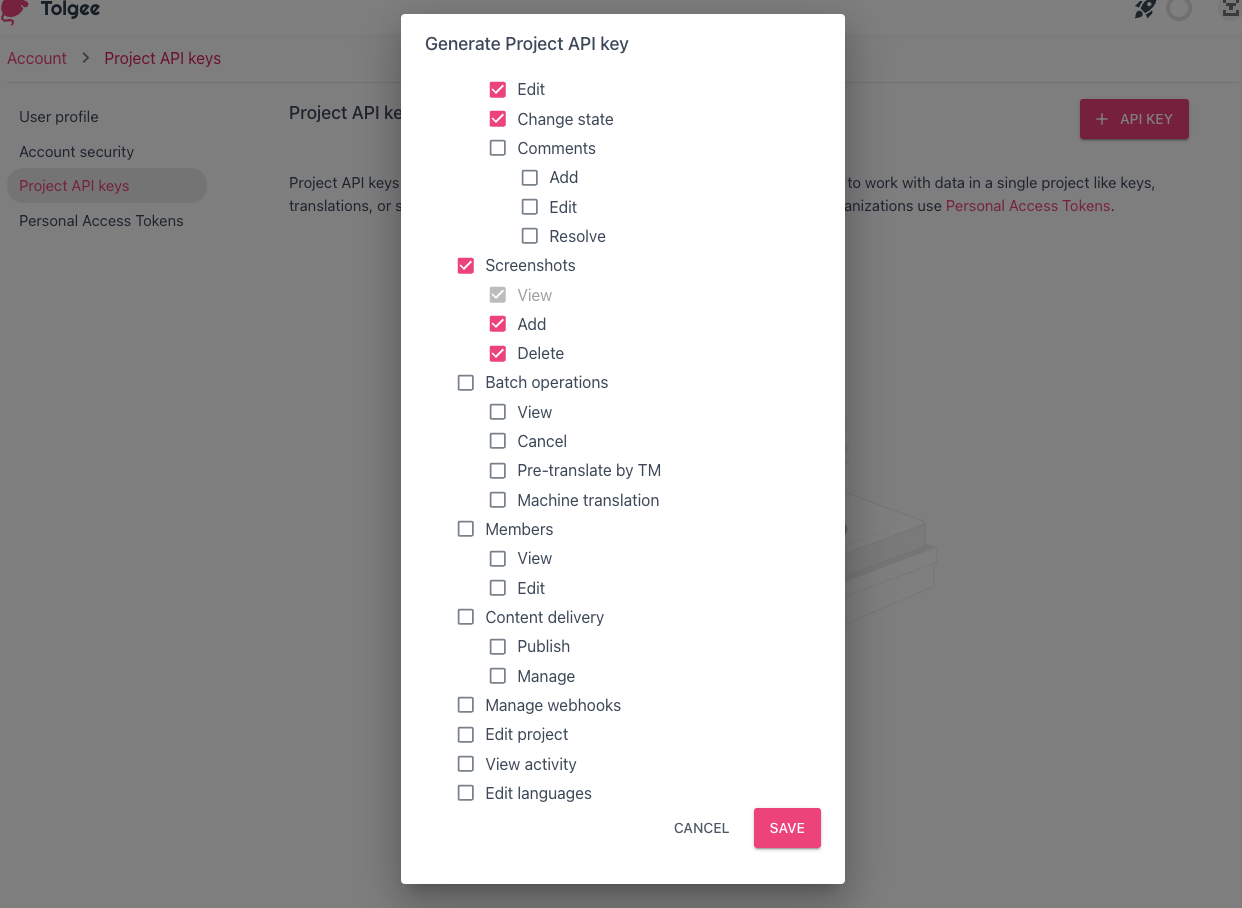 Tolgee
Account
Project API keys
User profile
Account security
Project API keys
Personal Access Tokens
Project API ke
API KEY
Project API keys
to work with data in a single project like keys,
translations, or s
anizations use Personal Access Tokens.
Generate Project API key
Edit
Change state
Comments
Add
Edit
Resolve
Screenshots
View
Add
Delete
Batch operations
View
Cancel
Pre-translate by TM
Machine translation
Members
View
Edit
Content delivery
Publish
Manage
Manage webhooks
Edit project
View activity
Edit languages
CANCEL
SAVE